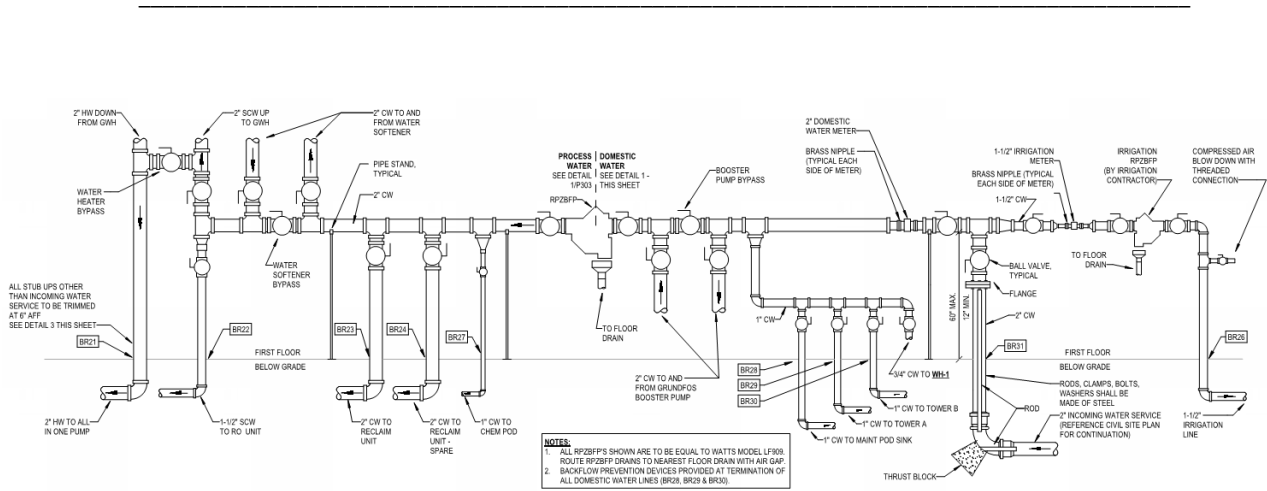 2" HW DOWN
FROM GWH
2" SCW UP
TO GWH
2" CW TO AND
FROM WATER
SOFTENER
WATER
HEATER
BYPASS
PIPE STAND,
TYPICAL
2" CW
WATER
SOFTENER
BYPASS
PROCESS
WATER
SEE DETAIL
1/P303
DOMESTIC
WATER
SEE DETAIL 1 -
THIS SHEET
RPZBFP
BOOSTER
PUMP BYPASS
2" DOMESTIC
WATER METER
BRASS NIPPLE
(TYPICAL EACH
SIDE OF METER)
1-1/2" IRRIGATION
METER
BRASS NIPPLE (TYPICAL
EACH SIDE OF METER)
1-1/2" CW
IRRIGATION
RPZBFP
(BY IRRIGATION
CONTRACTOR)
COMPRESSED AIR
BLOW DOWN WITH
THREADED
CONNECTION
TO FLOOR
DRAIN
BALL VALVE,
TYPICAL
FLANGE
2" CW
60" MAX.
12" MIN.
ALL STUB UPS OTHER
THAN INCOMING WATER
SERVICE TO BE TRIMMED
AT 6" AFF
SEE DETAIL 3 THIS SHEET
BR21
BR22
BR23
BR24
BR27
TO FLOOR
DRAIN
1" CW
BR31
BR26
FIRST FLOOR
BELOW GRADE
FIRST FLOOR
BELOW GRADE
BR28
BR29
BR30
3/4" CW TO WH-1
2" CW TO AND
FROM GRUNDFOS
BOOSTER PUMP
RODS, CLAMPS, BOLTS,
WASHERS SHALL BE
MADE OF STEEL
ROD
1" CW TO TOWER B
1" CW TO TOWER A
1" CW TO MAINT POD SINK
2" INCOMING WATER SERVICE
(REFERENCE CIVIL SITE PLAN
FOR CONTINUATION)
1-1/2"
IRRIGATION
LINE
THRUST BLOCK
2" HW TO ALL
IN ONE PUMP
1-1/2" SCW
TO RO UNIT
2" CW TO
RECLAIM
UNIT
2" CW TO
RECLAIM
UNIT -
SPARE
1" CW TO
CHEM POD
NOTES:
1. ALL RPZBFP'S SHOWN ARE TO BE EQUAL TO WATTS MODEL LF909.
ROUTE RPZBFP DRAINS TO NEAREST FLOOR DRAIN WITH AIR GAP.
2. BACKFLOW PREVENTION DEVICES PROVIDED AT TERMINATION OF
ALL DOMESTIC WATER LINES (BR28, BR29 & BR30).